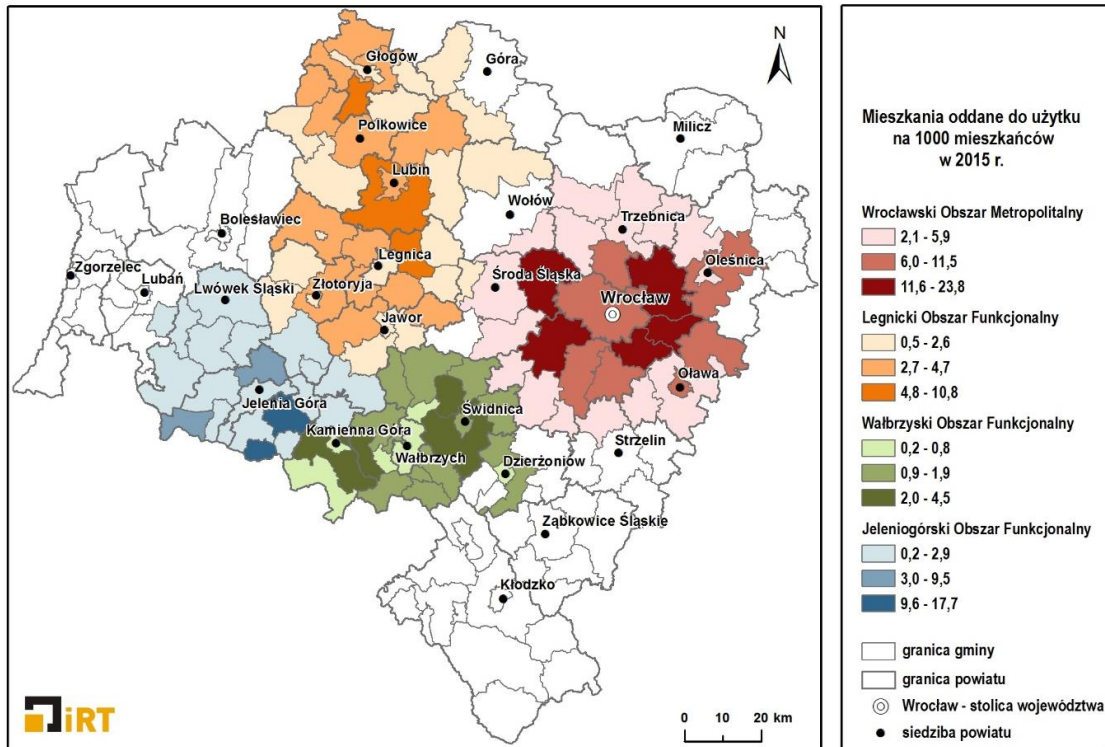 N
Głogów
Góra
Polkowice
Milicz
Lubin
Wołów
Trzebnica
Bolesławiec
Legnica
Oleśnica
Zgorzelec
Lubań
Lwówek Śląski
Złotoryja
Środa Śląska
Wrocław
Jawor
Oława
Jelenia Góra
Świdnica
Kamienna Góra
Wałbrzych
Strzelin
Dzierżoniów
Ząbkowice Śląskie
Kłodzko
iRT
0 10 20 km
Mieszkania oddane do użytku
na 1000 mieszkańców
w 2015 r.
Wrocławski Obszar Metropolitalny
2,1 - 5,9
6,0 - 11,5
11,6 - 23,8
Legnicki Obszar Funkcjonalny
0,5 - 2,6
2,7 - 4,7
4,8 - 10,8
Wałbrzyski Obszar Funkcjonalny
0,2 - 0,8
0,9 - 1,9
2,0 - 4,5
Jeleniogórski Obszar Funkcjonalny
0,2 - 2,9
3,0 - 9,5
9,6 - 17,7
granica gminy
granica powiatu
Wrocław - stolica województwa
siedziba powiatu